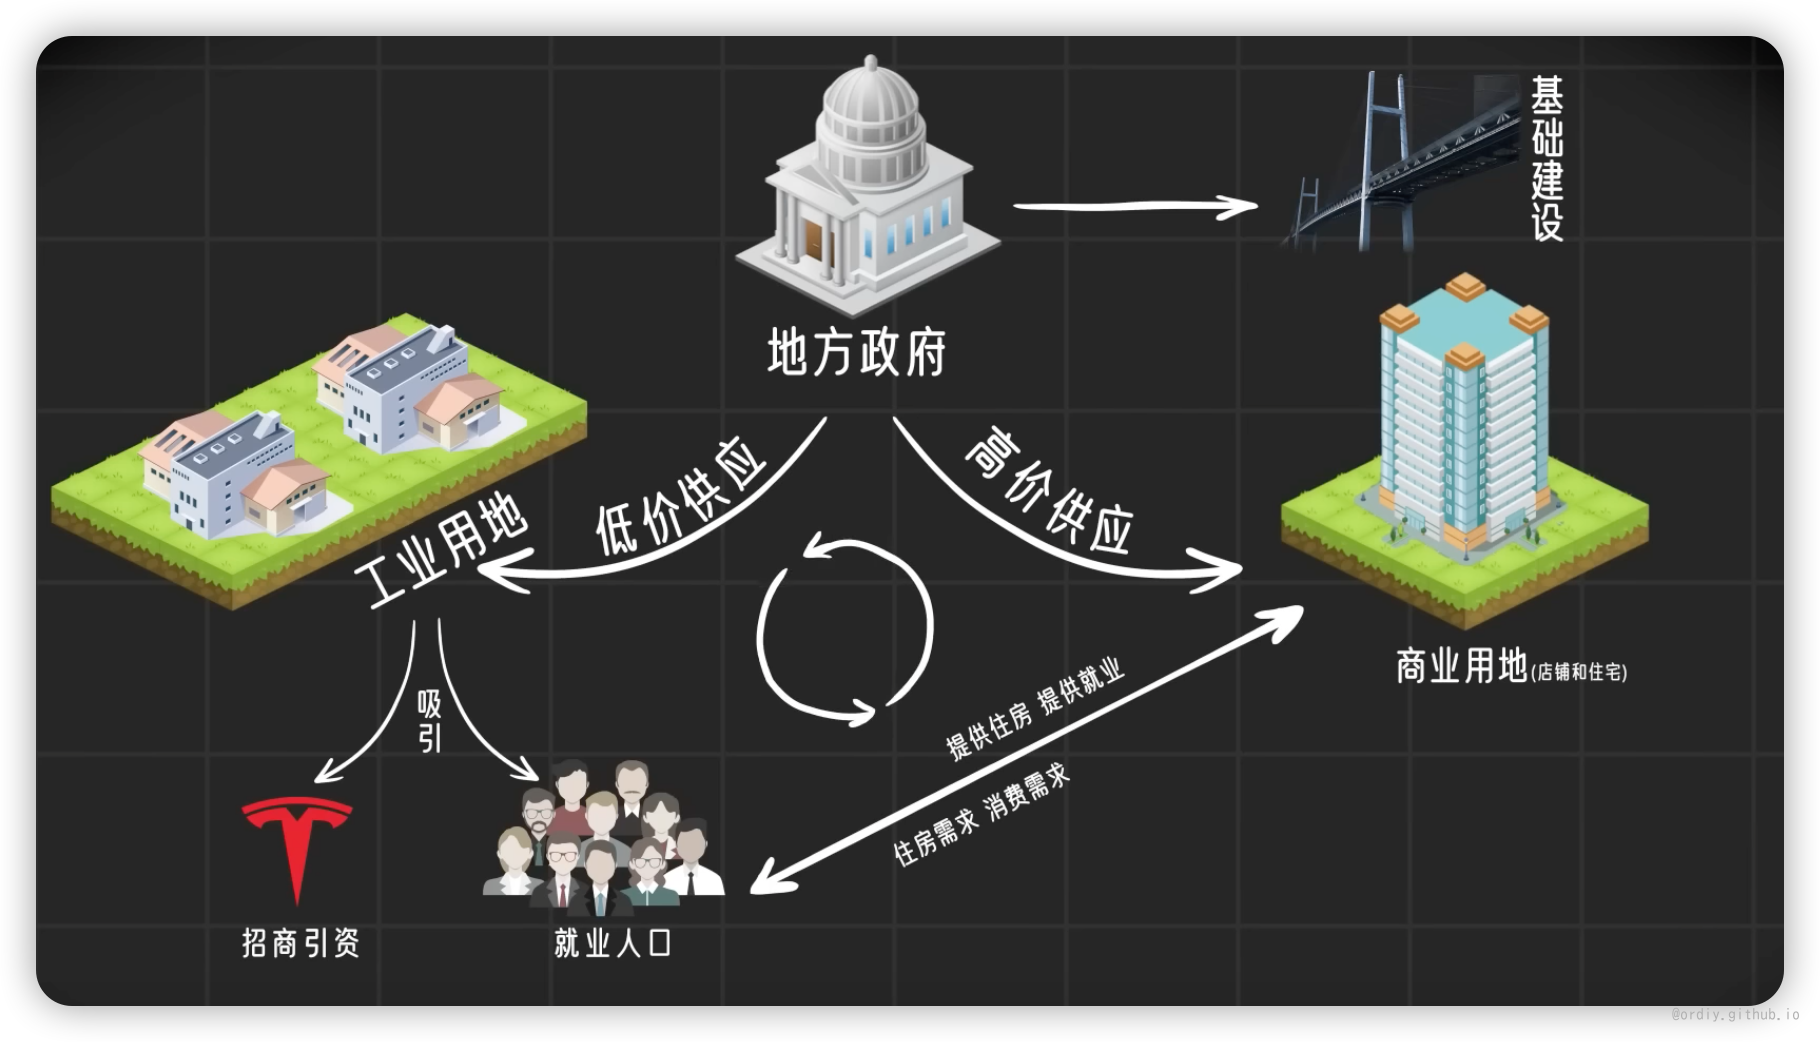 基础建设
地方政府
低价供应
高价供应
工业用地
商业用地(店铺和住宅)
吸引
提供住房 提供就业
住房需求 消费需求
招商引资
就业人口
@ordiy.github.io